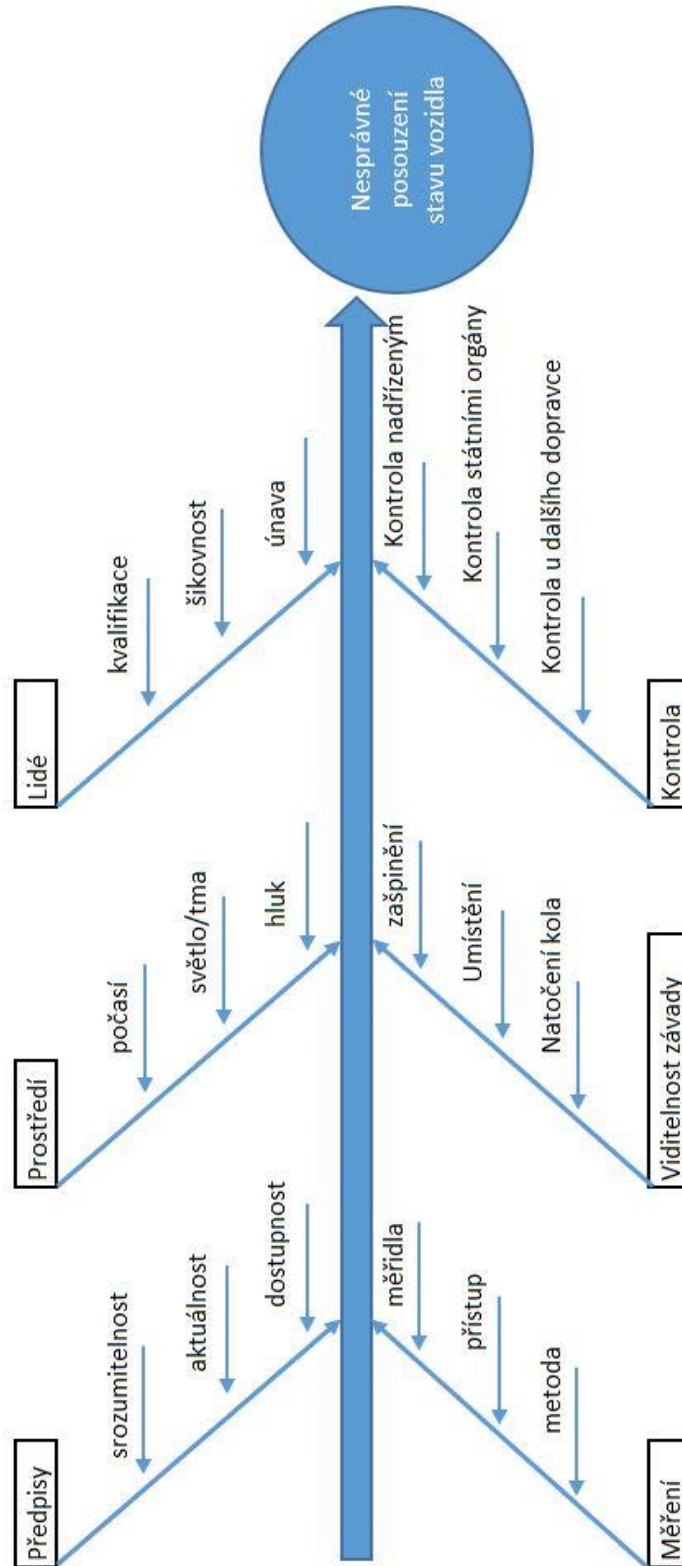 Předpisy
srozumitelnost
aktuálnost
dostupnost
Prostředí
počasí
světlo/tma
hluk
Lidé
kvalifikace
šikovnost
únava
Nesprávné
posouzení
stavu vozidla
Měření
metoda
přístup
měřidla
Viditelnost závady
Natočení kola
Umístění
zašpinění
Kontrola
Kontrola u dalšího dopravce
Kontrola státními orgány
Kontrola nadřízeným